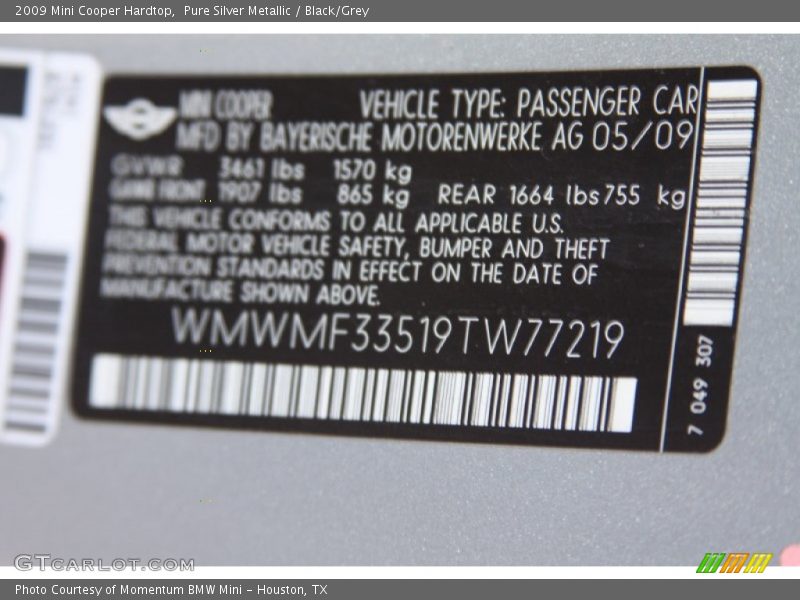 2009 Mini Cooper Hardtop,  Pure Silver Metallic / Black/Grey
MINI COOPER VEHICLE TYPE: PASSENGER CAR
MFD BY BAYERISCHE MOTORENWERKE AG 05/09
GVWR 3461 lbs 1570 kg
GAWR FRONT 1907 lbs 865 kg REAR 1664 lbs 755 kg
THIS VEHICLE CONFORMS TO ALL APPLICABLE U.S.
FEDERAL MOTOR VEHICLE SAFETY, BUMPER AND THEFT
PREVENTION STANDARDS IN EFFECT ON THE DATE OF
MANUFACTURE SHOWN ABOVE.
WMWMF33519TW77219
7 049 307
GTCARLOT.COM
Photo Courtesy of Momentum BMW Mini - Houston, TX